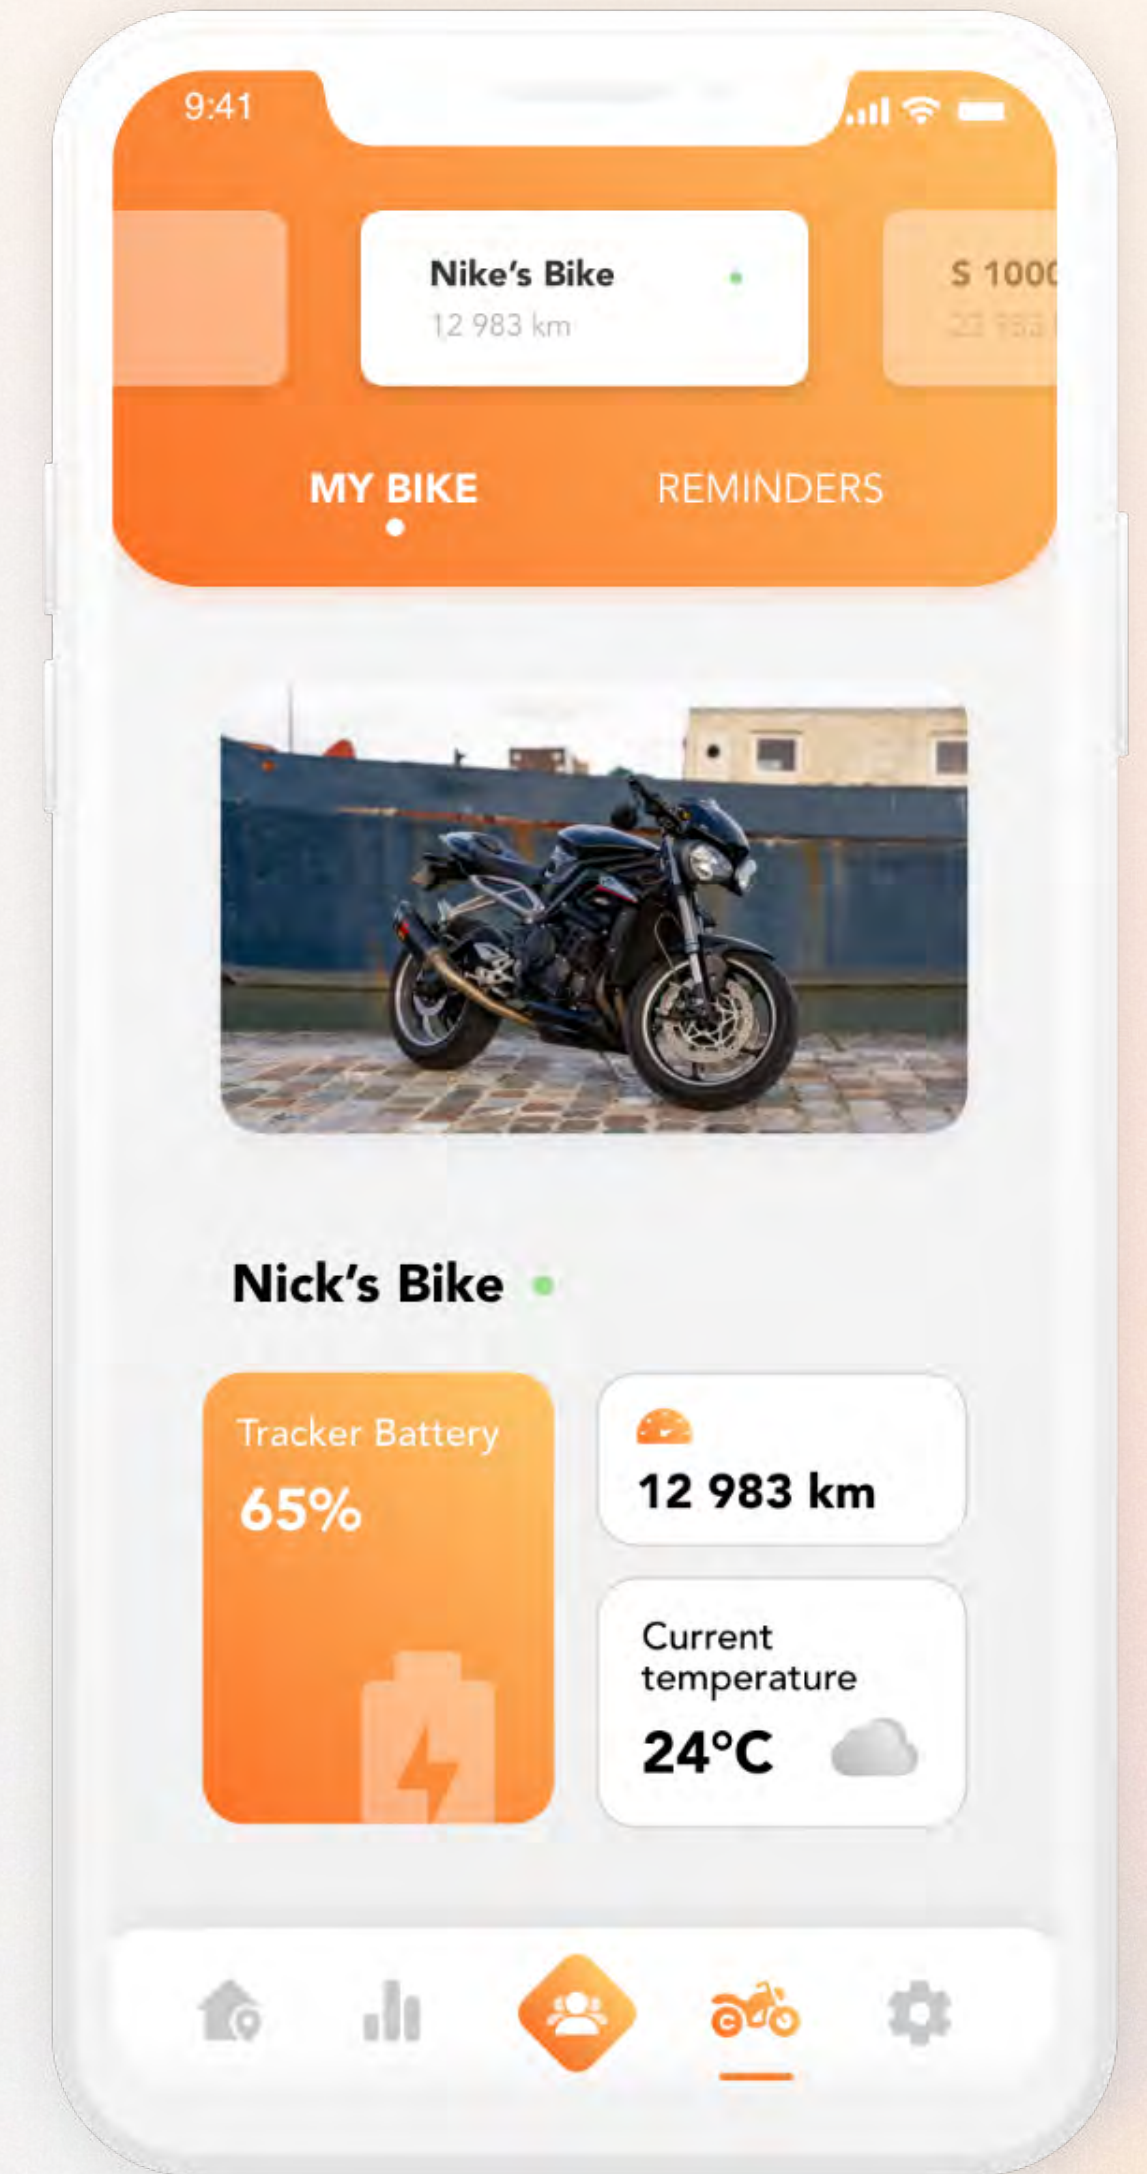 9:41
Nike's Bike
12 983 km
S 1000
MY BIKE
REMINDERS
Nick's Bike
Tracker Battery
65%
12 983 km
Current
temperature
24°C